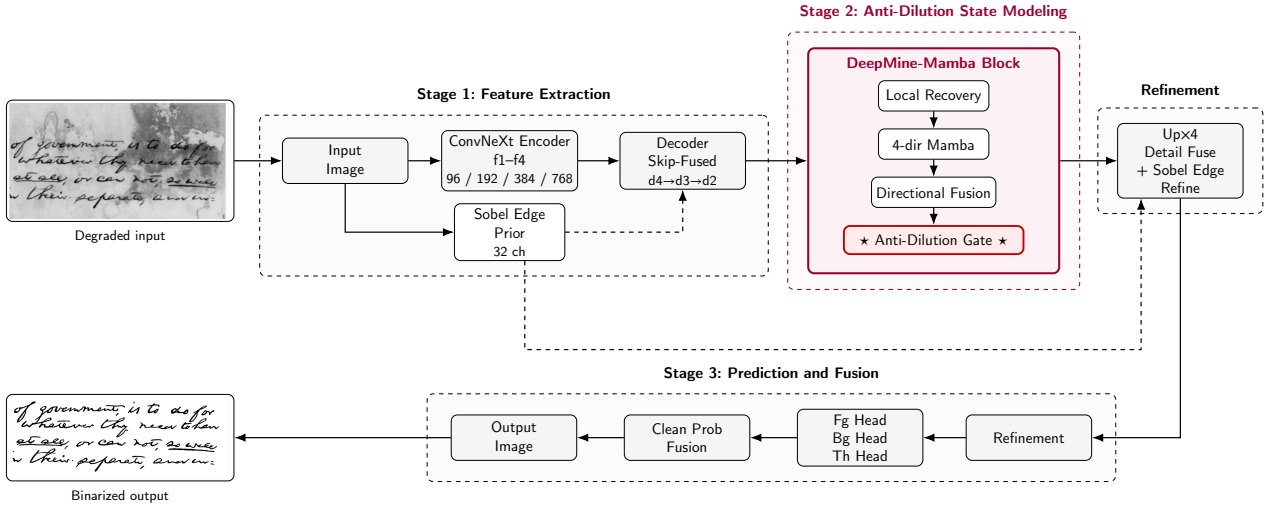 Stage 2: Anti-Dilution State Modeling
DeepMine-Mamba Block
Local Recovery
4-dir Mamba
Directional Fusion
★ Anti-Dilution Gate ★
Stage 1: Feature Extraction
Input
Image
ConvNeXt Encoder
f1–f4
96 / 192 / 384 / 768
Decoder
Skip-Fused
d4→d3→d2
Sobel Edge
Prior
32 ch
Refinement
Up×4
Detail Fuse
+ Sobel Edge
Refine
of government, is to do for
whatever thy need to have
at all, or can not, so well
their separate, and in-
Degraded input
Stage 3: Prediction and Fusion
Refinement
Fg Head
Bg Head
Th Head
Clean Prob
Fusion
Output
Image
of government, is to do for
whatever thy need to have
at all, or can not, so well
their separate, and in-
Binarized output